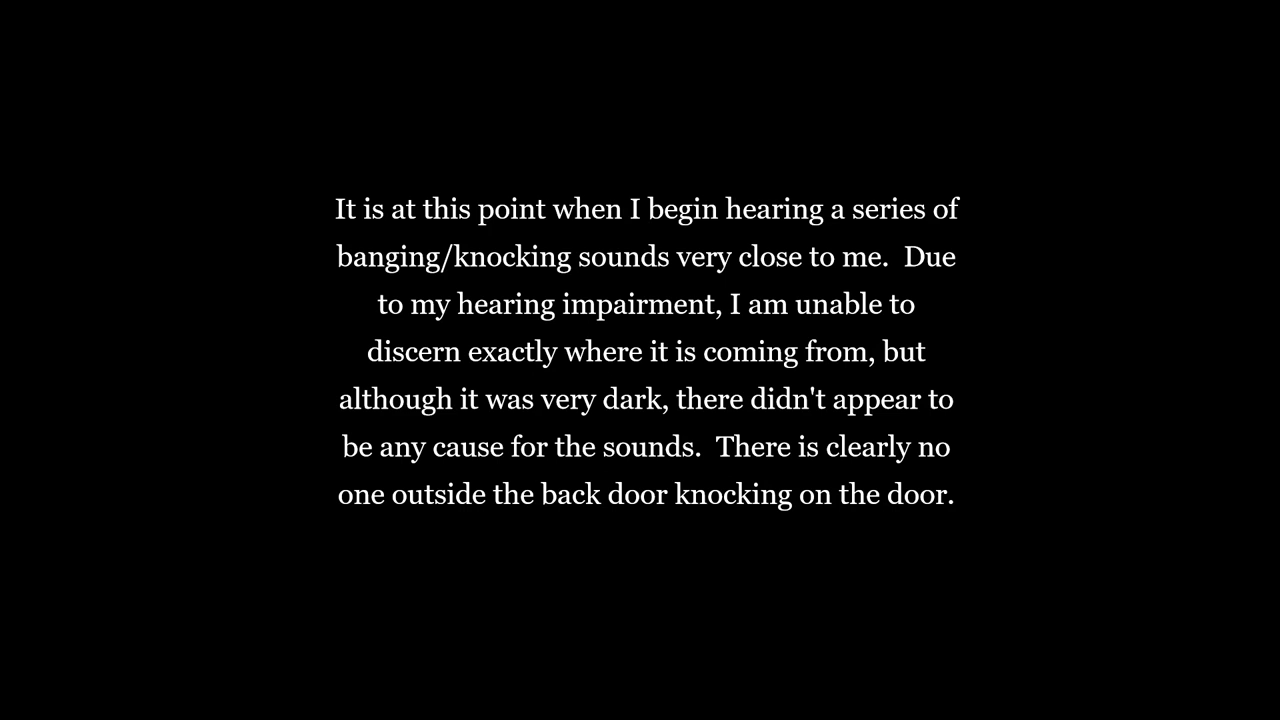 It is at this point when I begin hearing a series of
banging/knocking sounds very close to me.  Due
to my hearing impairment, I am unable to
discern exactly where it is coming from, but
although it was very dark, there didn't appear to
be any cause for the sounds.  There is clearly no
one outside the back door knocking on the door.